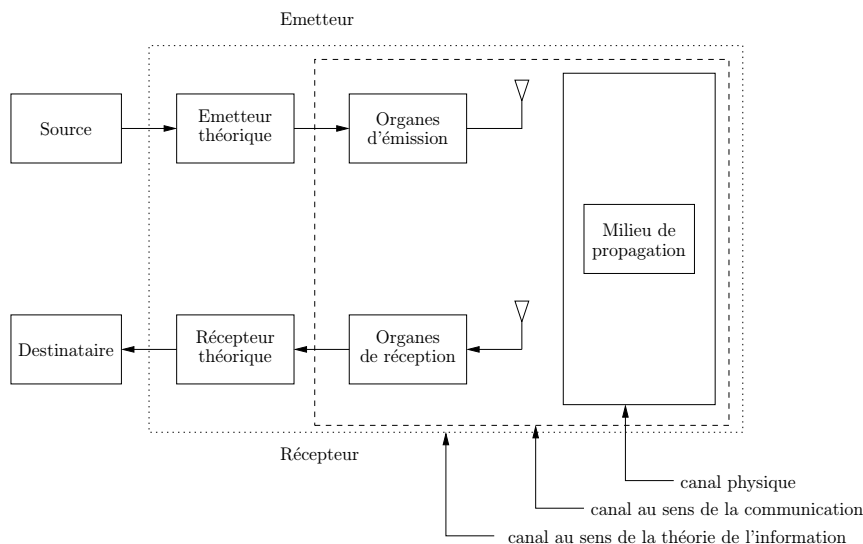 Emetteur
Source
Emetteur
théorique
Organes
d'émission
Milieu de
propagation
Destinataire
Récepteur
théorique
Organes
de réception
Récepteur
canal physique
canal au sens de la communication
canal au sens de la théorie de l'information